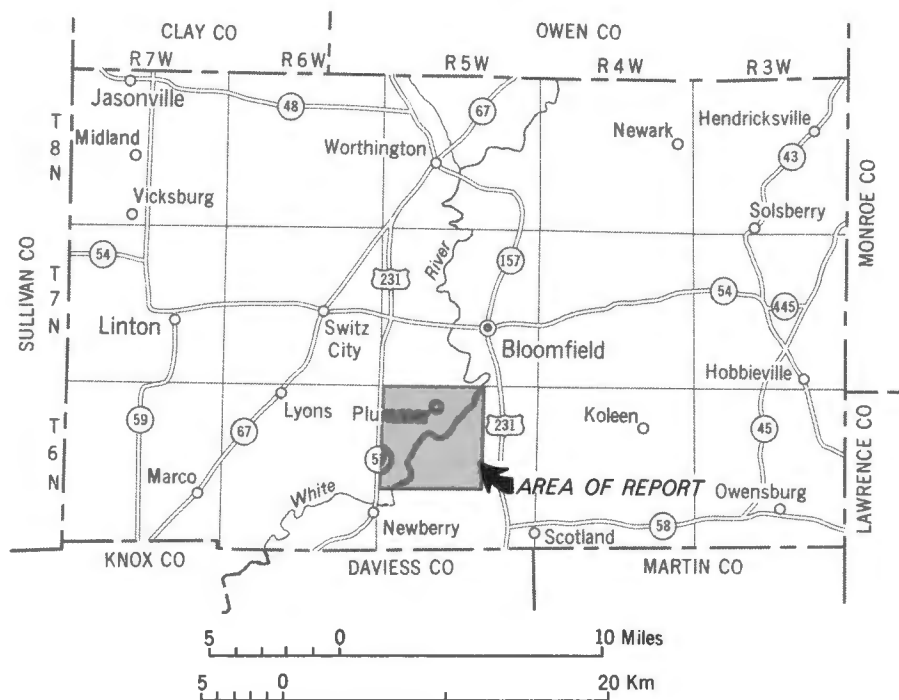 CLAY CO
OWEN CO
R 7 W
R 6 W
R 5 W
R 4 W
R 3 W
Jasonville
48
67
Newark
Hendricksville
T 8 N
Midland
Worthington
43
Vicksburg
Solsberry
MONROE CO
SULLIVAN CO
54
T 7 N
231
River
157
54
445
Linton
Switz
City
Bloomfield
Hobbieville
T 6 N
59
Lyons
67
231
Koleen
45
LAWRENCE CO
Marco
White
AREA OF REPORT
Owensburg
Newberry
Scotland
58
KNOX CO
DAVIESS CO
MARTIN CO
5 0 10 Miles
5 0 20 Km